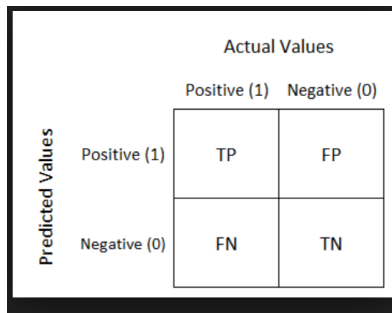 Actual Values
Positive (1) Negative (0)
Predicted Values
Positive (1) TP FP
Negative (0) FN TN